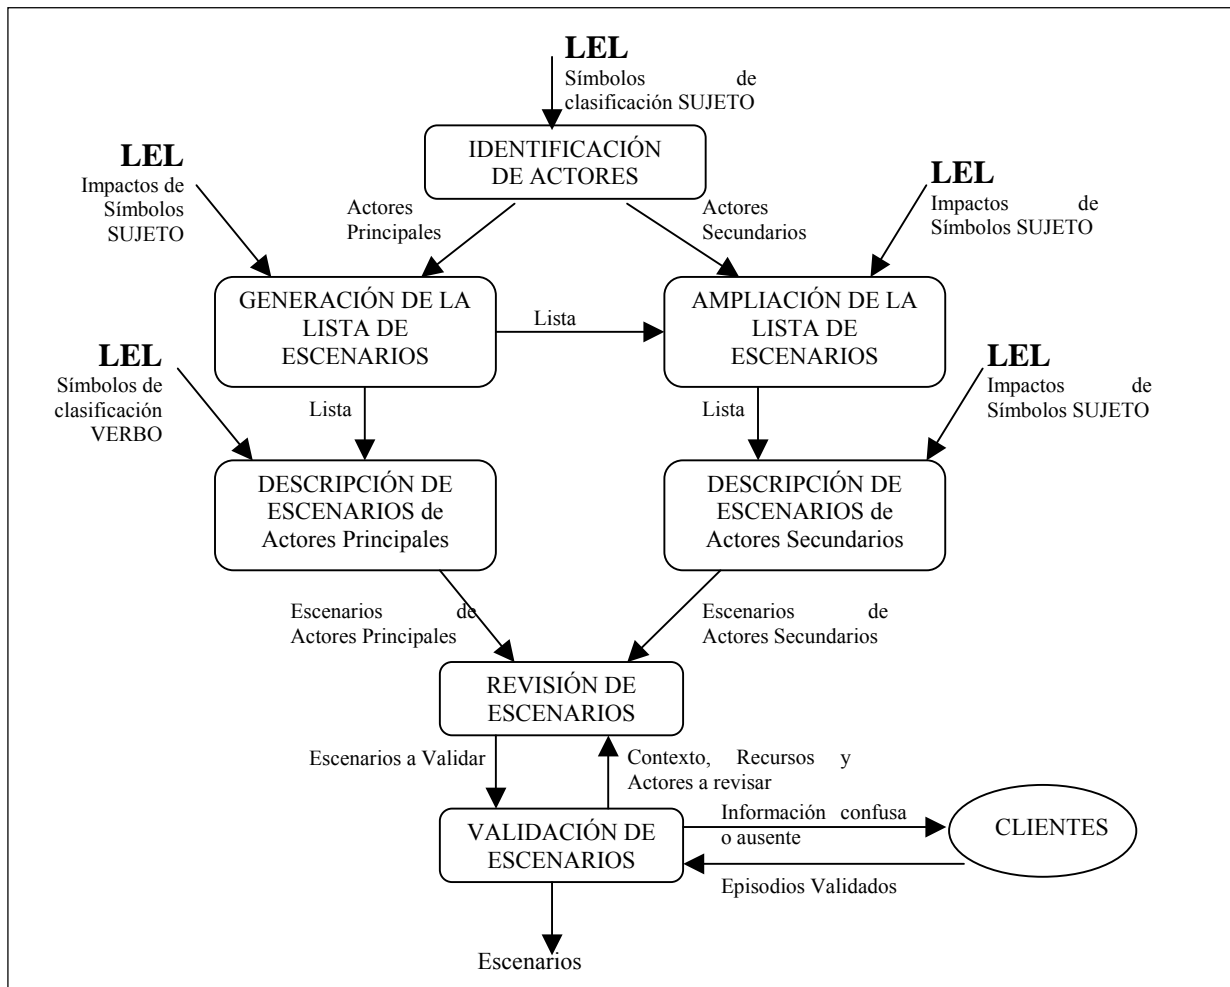 LEL
Símbolos de
clasificación SUJETO
IDENTIFICACIÓN
DE ACTORES
LEL
Impactos de
Símbolos
SUJETO
LEL
Impactos de
Símbolos SUJETO
Actores
Principales
Actores
Secundarios
GENERACIÓN DE LA
LISTA DE
ESCENARIOS
Lista
AMPLIACIÓN DE LA
LISTA DE
ESCENARIOS
LEL
Símbolos de
clasificación
VERBO
Lista
Lista
LEL
Impactos de
Símbolos SUJETO
DESCRIPCIÓN DE
ESCENARIOS de
Actores Principales
DESCRIPCIÓN DE
ESCENARIOS de
Actores Secundarios
Escenarios de
Actores Principales
Escenarios de
Actores Secundarios
REVISIÓN DE
ESCENARIOS
Escenarios a Validar
Contexto, Recursos y
Actores a revisar
VALIDACIÓN DE
ESCENARIOS
Información confusa
o ausente
CLIENTES
Episodios Validados
Escenarios